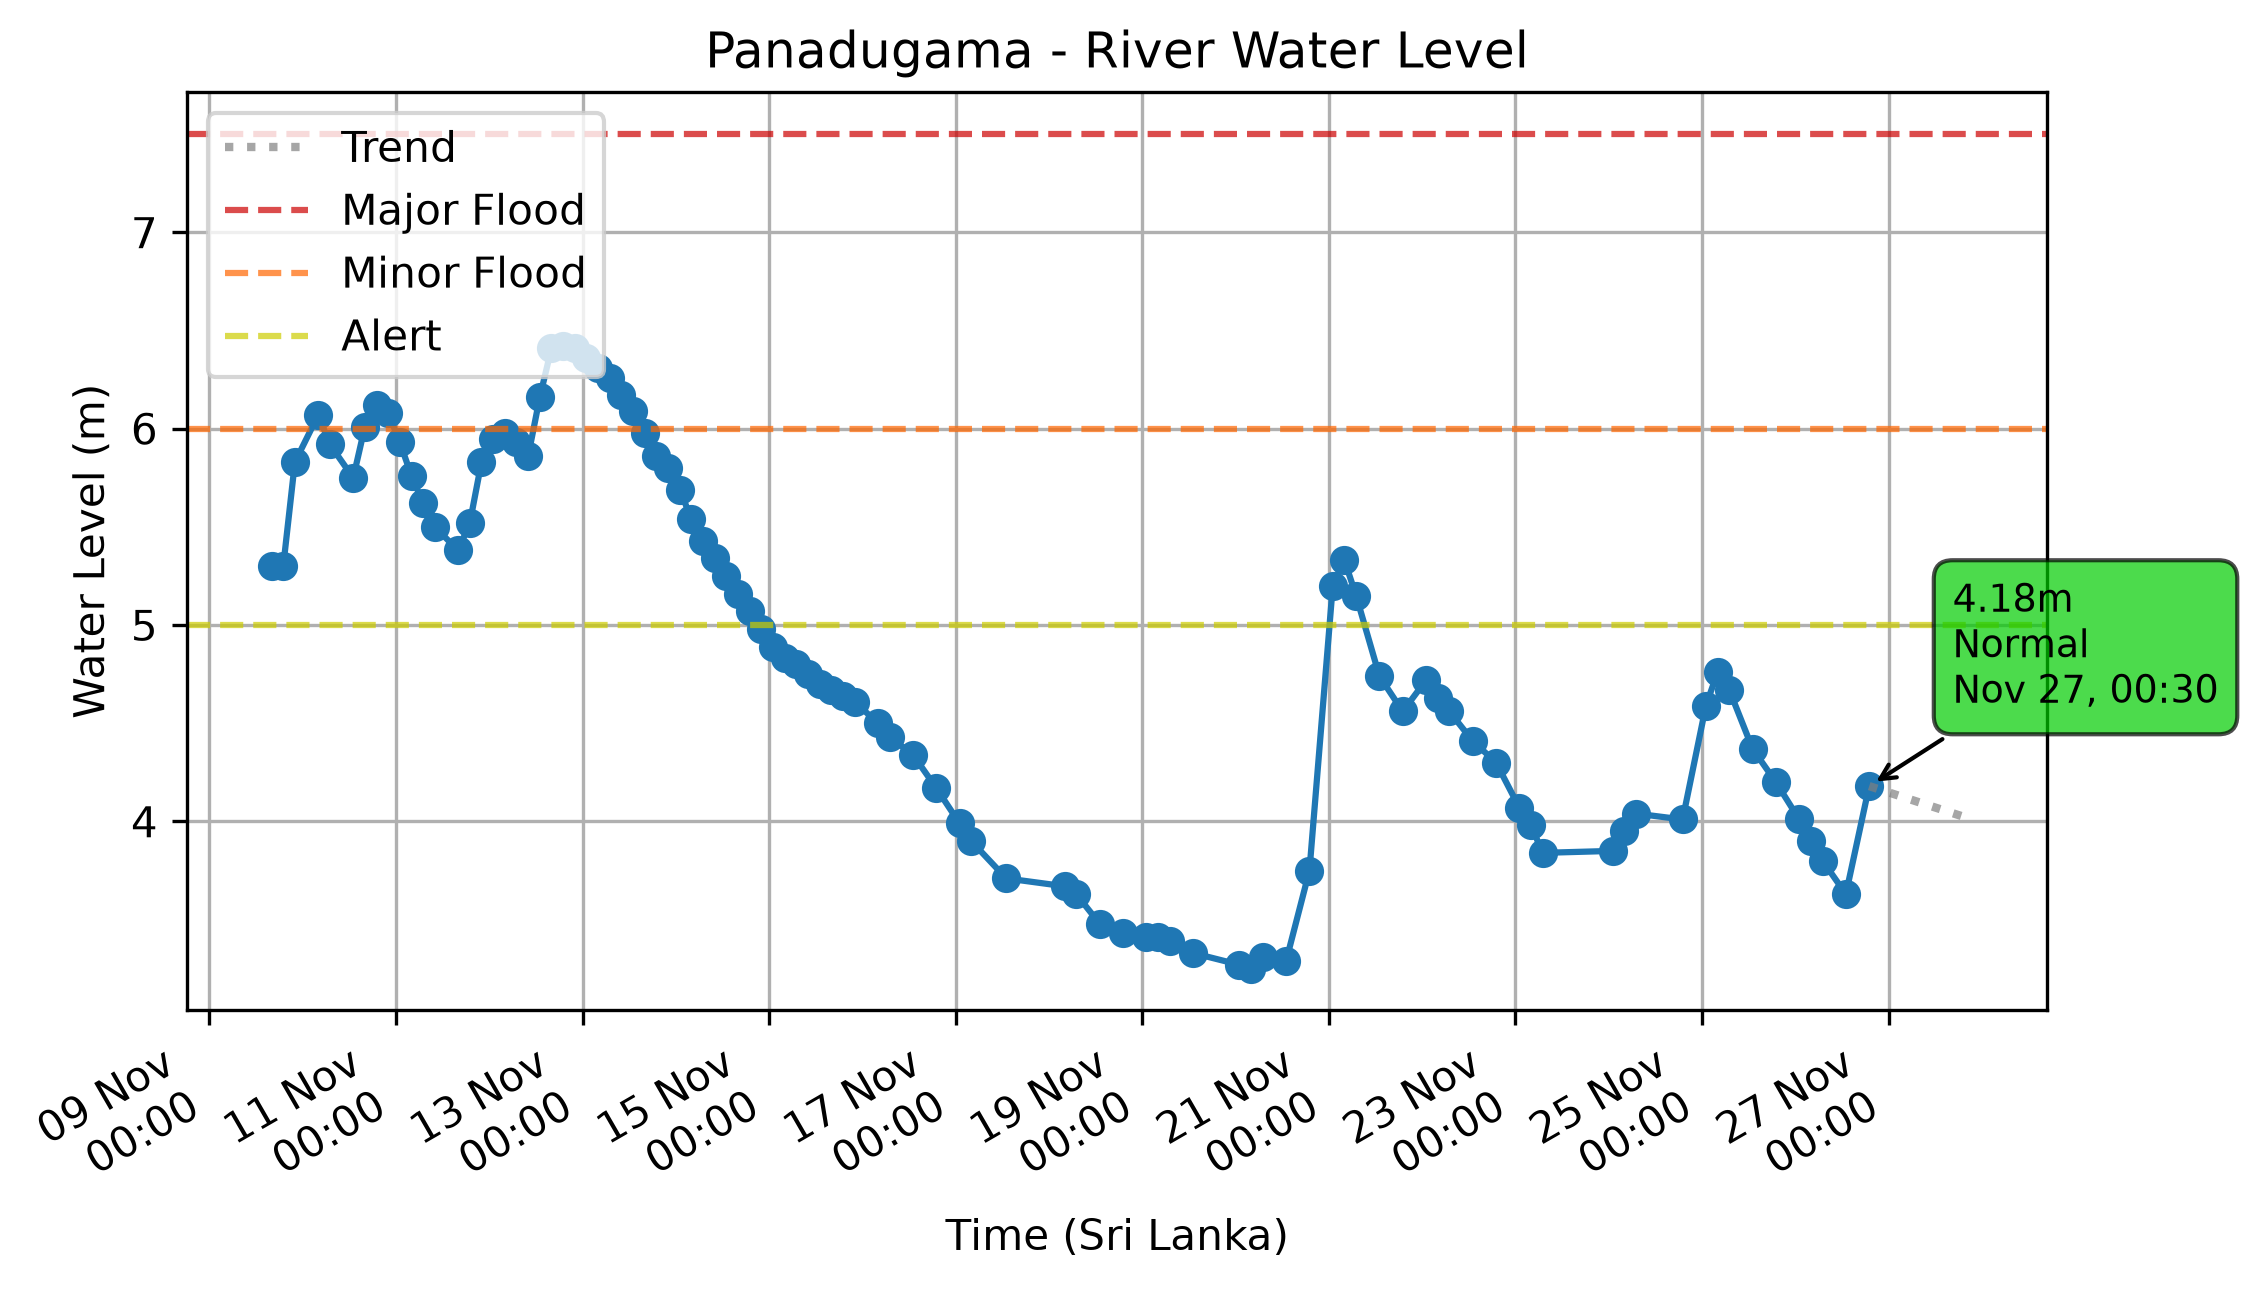 Panadugama - River Water Level
Trend
Major Flood
Minor Flood
Alert
Water Level (m)
7
6
5
4
4.18m
Normal
Nov 27, 00:30
09 Nov
00:00
11 Nov
00:00
13 Nov
00:00
15 Nov
00:00
17 Nov
00:00
19 Nov
00:00
21 Nov
00:00
23 Nov
00:00
25 Nov
00:00
27 Nov
00:00
Time (Sri Lanka)